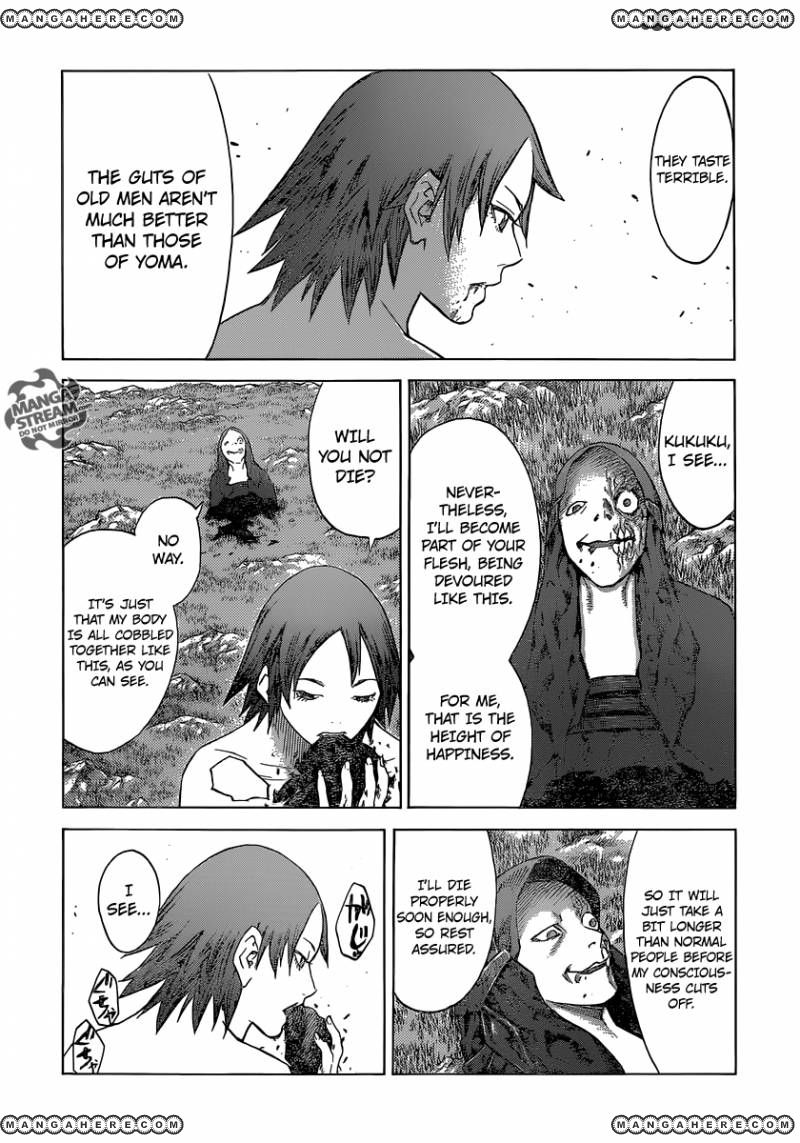 MANGAHERE.COM
MANGAHERE.COM
THEY TASTE
TERRIBLE.
THE GUTS OF
OLD MEN AREN'T
MUCH BETTER
THAN THOSE
OF YOMA.
KUKUKU,
I SEE...
NEVER-
THELESS,
I'LL BECOME
PART OF YOUR
FLESH, BEING
DEVOURED
LIKE THIS.
FOR ME,
THAT IS THE
HEIGHT OF
HAPPINESS.
MANGA
STREAM
DO NOT MIRROR
WILL
YOU NOT
DIE?
NO
WAY.
IT'S JUST
THAT MY BODY
IS ALL COBBLED
TOGETHER LIKE
THIS, AS YOU
CAN SEE.
SO IT WILL
JUST TAKE A
BIT LONGER
THAN NORMAL
PEOPLE BEFORE
MY CONSCIOUS-
NESS CUTS
OFF.
I'LL DIE
PROPERLY
SOON ENOUGH,
SO REST
ASSURED.
I
SEE...
MANGAHERE.COM
MANGAHERE.COM